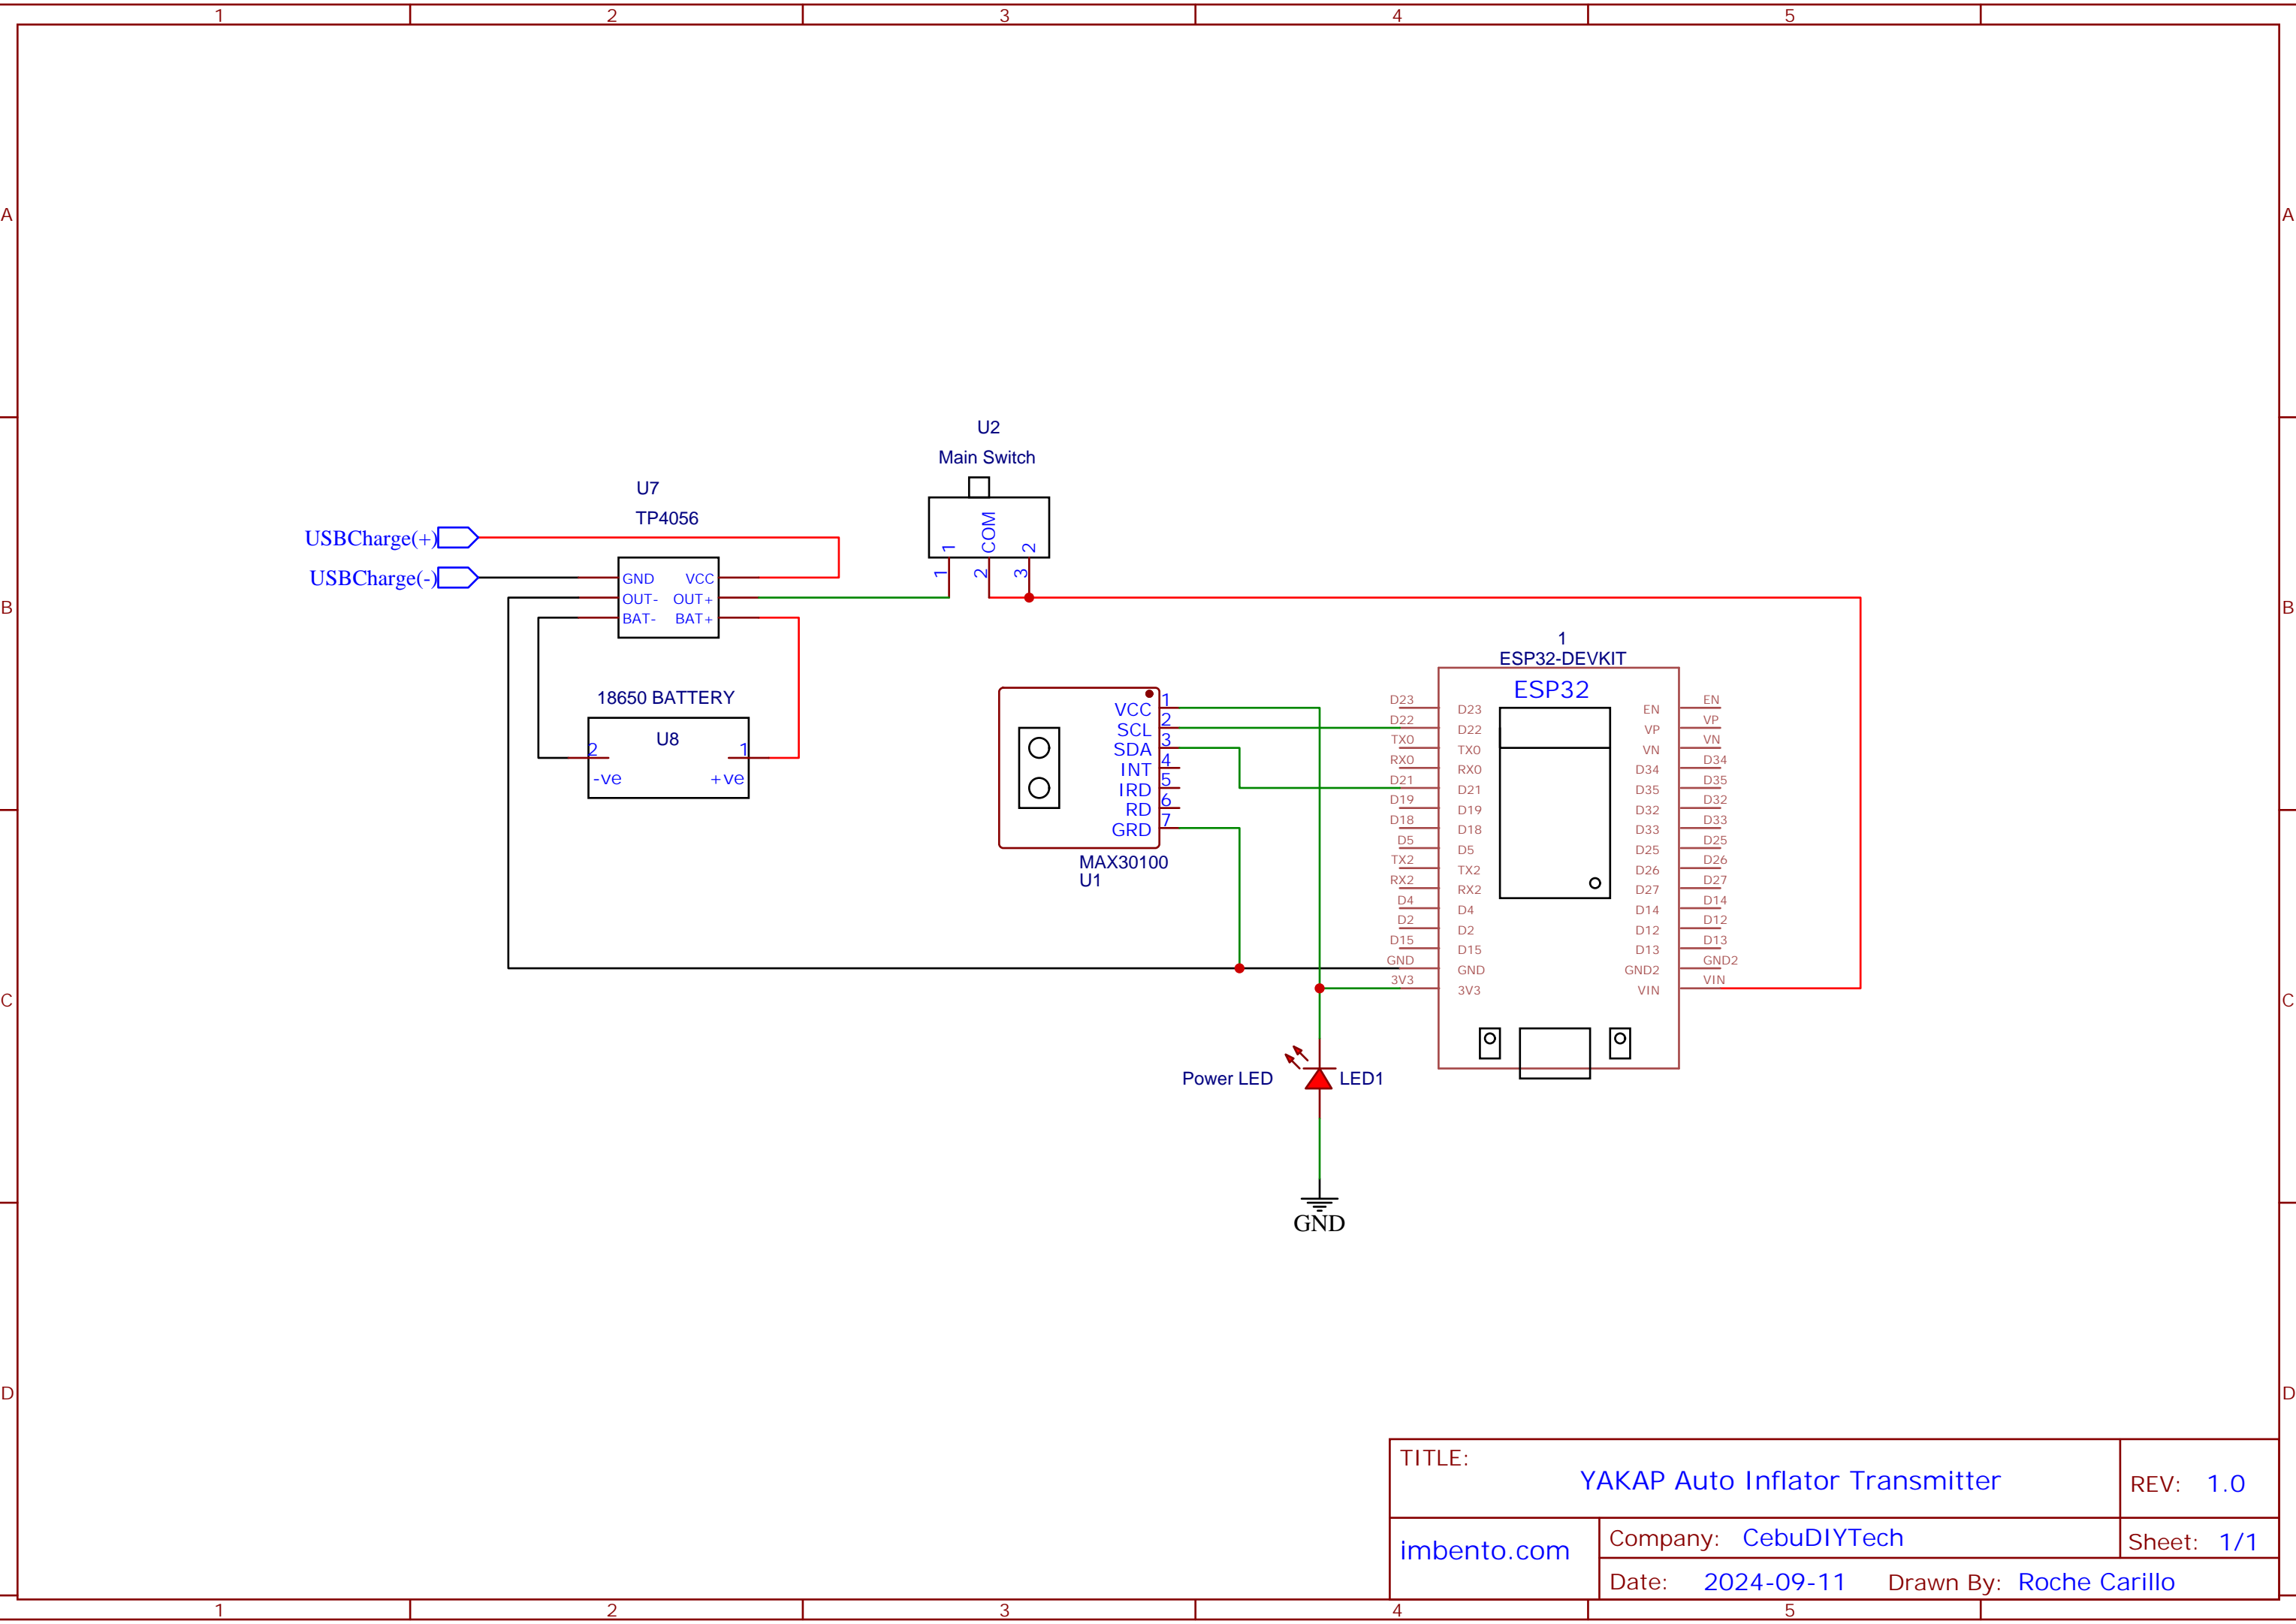 1 2 3 4 5
A A
B B
C C
D D
U2
Main Switch
1 COM 2
1 2 3
U7
TP4056
USBCharge(+)
USBCharge(-)
GND VCC
OUT- OUT+
BAT- BAT+
18650 BATTERY
U8
2 1
-ve +ve
VCC 1
SCL 2
SDA 3
INT 4
IRD 5
RD 6
GRD 7
MAX30100
U1
1
ESP32-DEVKIT
ESP32
D23 D23 EN EN
D22 D22 VP VP
TX0 TX0 VN VN
RX0 RX0 D34 D34
D21 D21 D35 D35
D19 D19 D32 D32
D18 D18 D33 D33
D5 D5 D25 D25
TX2 TX2 D26 D26
RX2 RX2 D27 D27
D4 D4 D14 D14
D2 D2 D12 D12
D15 D15 D13 D13
GND GND GND2 GND2
3V3 3V3 VIN VIN
Power LED LED1
GND
TITLE:
YAKAP Auto Inflator Transmitter
REV: 1.0
imbento.com
Company: CebuDIYTech
Sheet: 1/1
Date: 2024-09-11 Drawn By: Roche Carillo
1 2 3 4 5